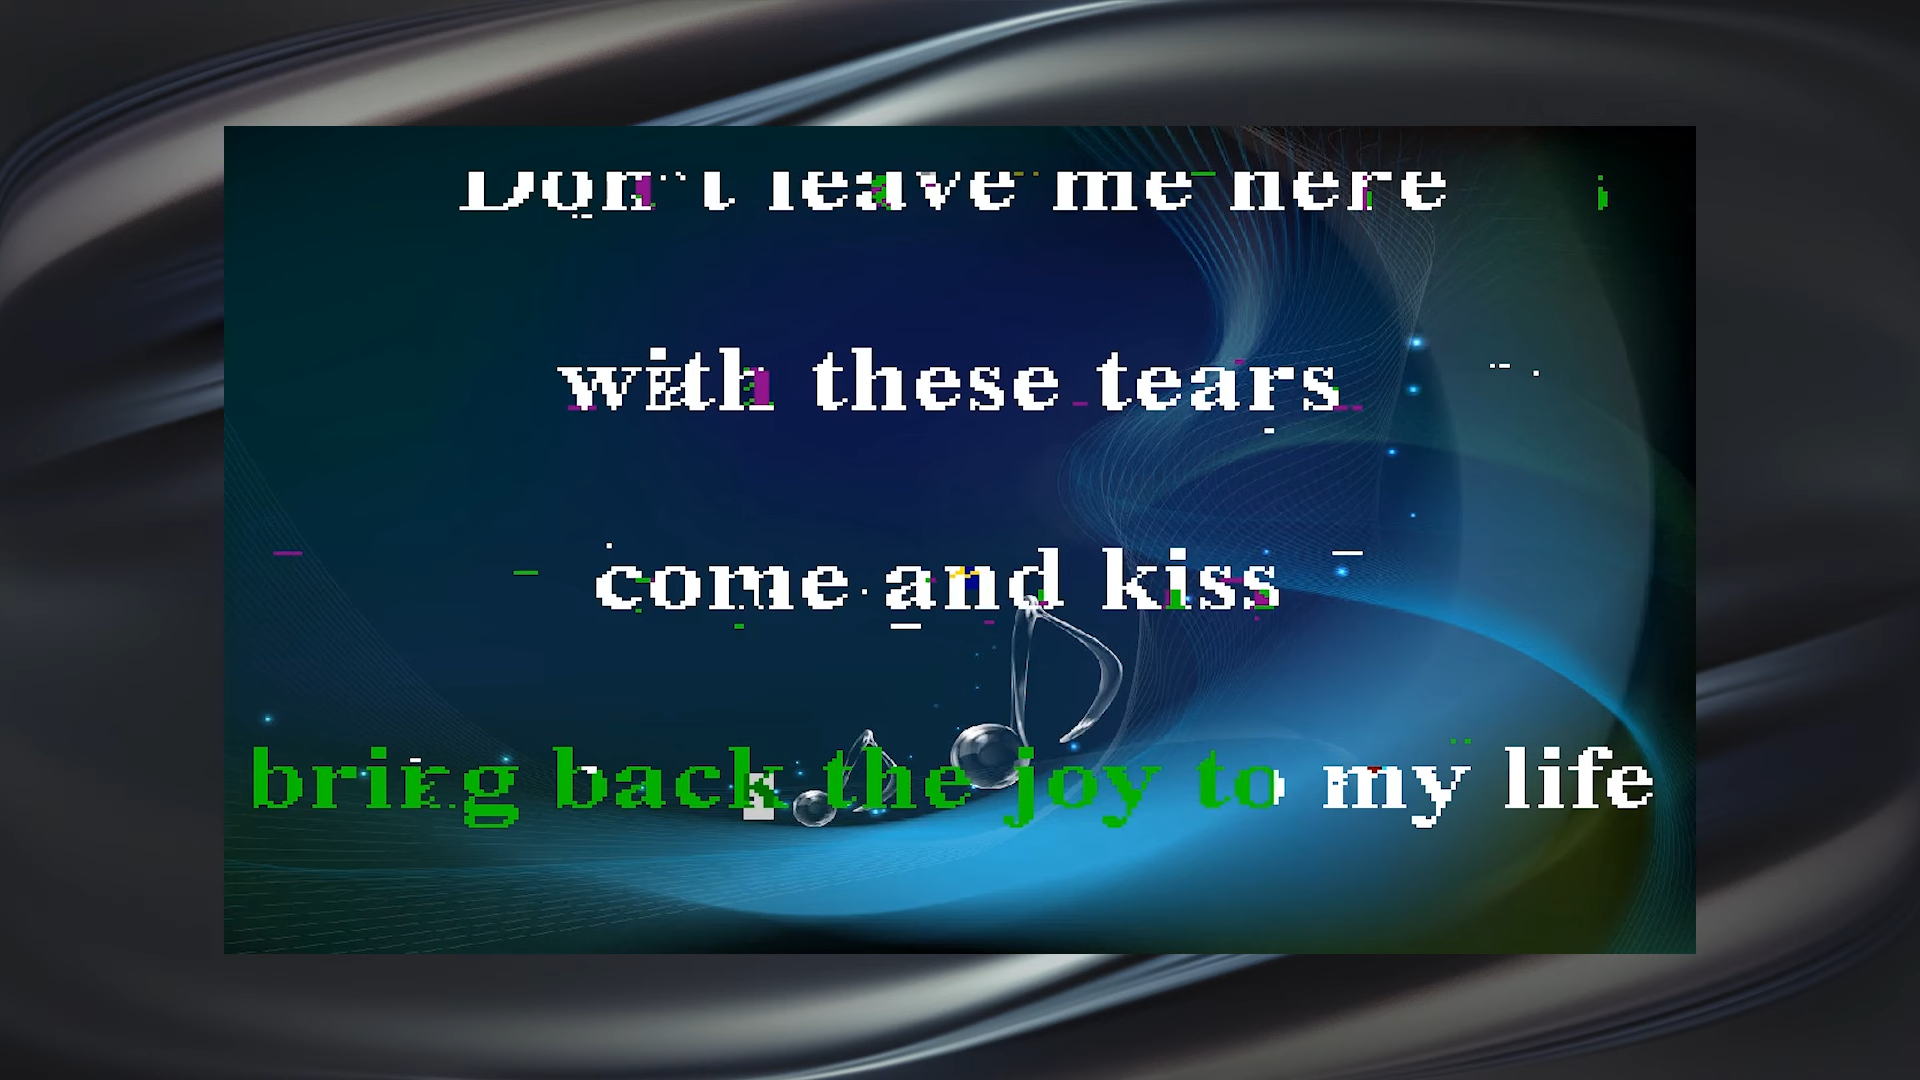 Don't leave me here
with these tears
come and kiss
bring back the joy to my life